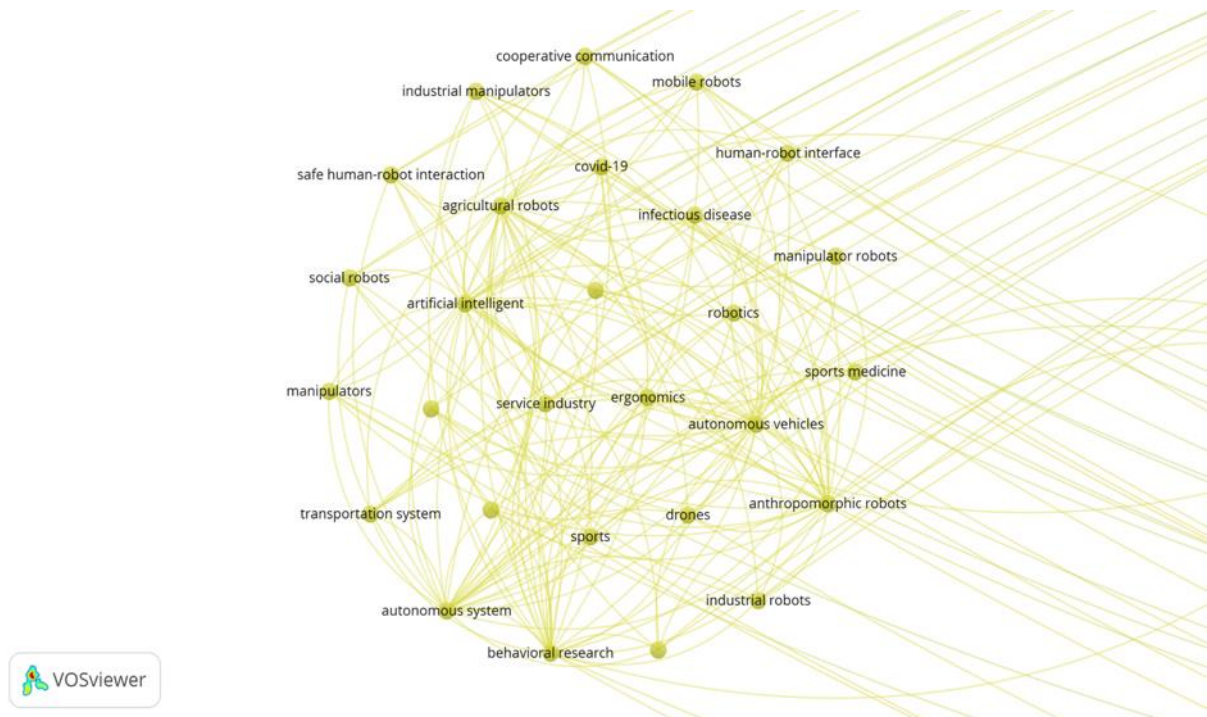 cooperative communication
mobile robots
industrial manipulators
human-robot interface
covid-19
safe human-robot interaction
agricultural robots
infectious disease
manipulator robots
social robots
artificial intelligent
robotics
sports medicine
manipulators
ergonomics
service industry
autonomous vehicles
anthropomorphic robots
transportation system
drones
sports
industrial robots
autonomous system
behavioral research
VOSviewer